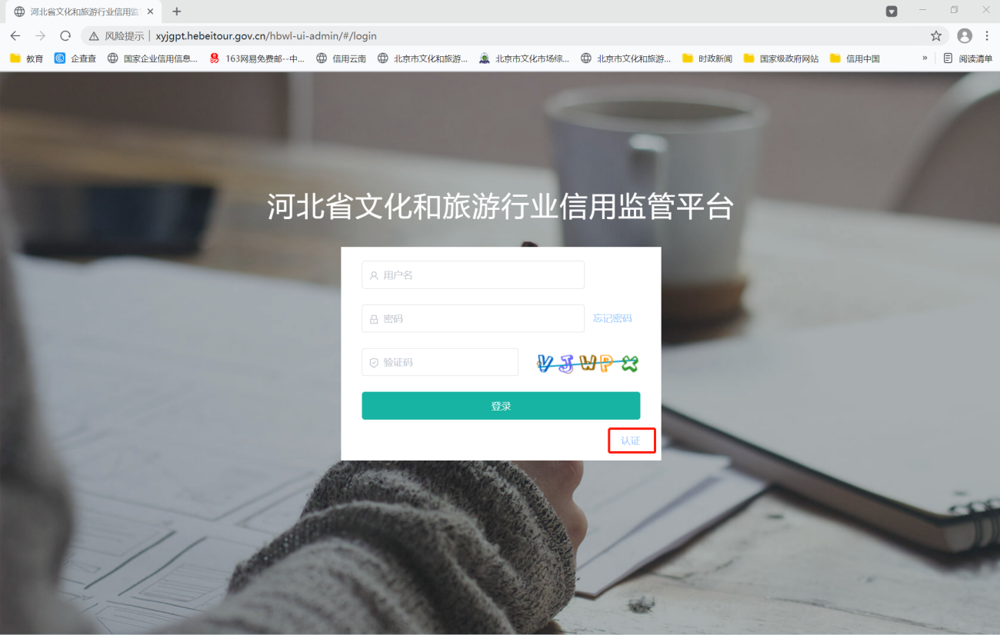 河北省文化和旅游行业信用监
风险提示 | xyjgpt.hebeitour.gov.cn/hbwl-ui-admin/#/login
教育 企查查 国家企业信用信息... 163网易免费邮--中... 信用云南 北京市文化和旅游... 北京市文化市场综... 北京市文化和旅游... 时政新闻 国家级政府网站 信用中国 » 阅读清单
河北省文化和旅游行业信用监管平台
用户名
密码 忘记密码
验证码 VJWPX
登录
认证